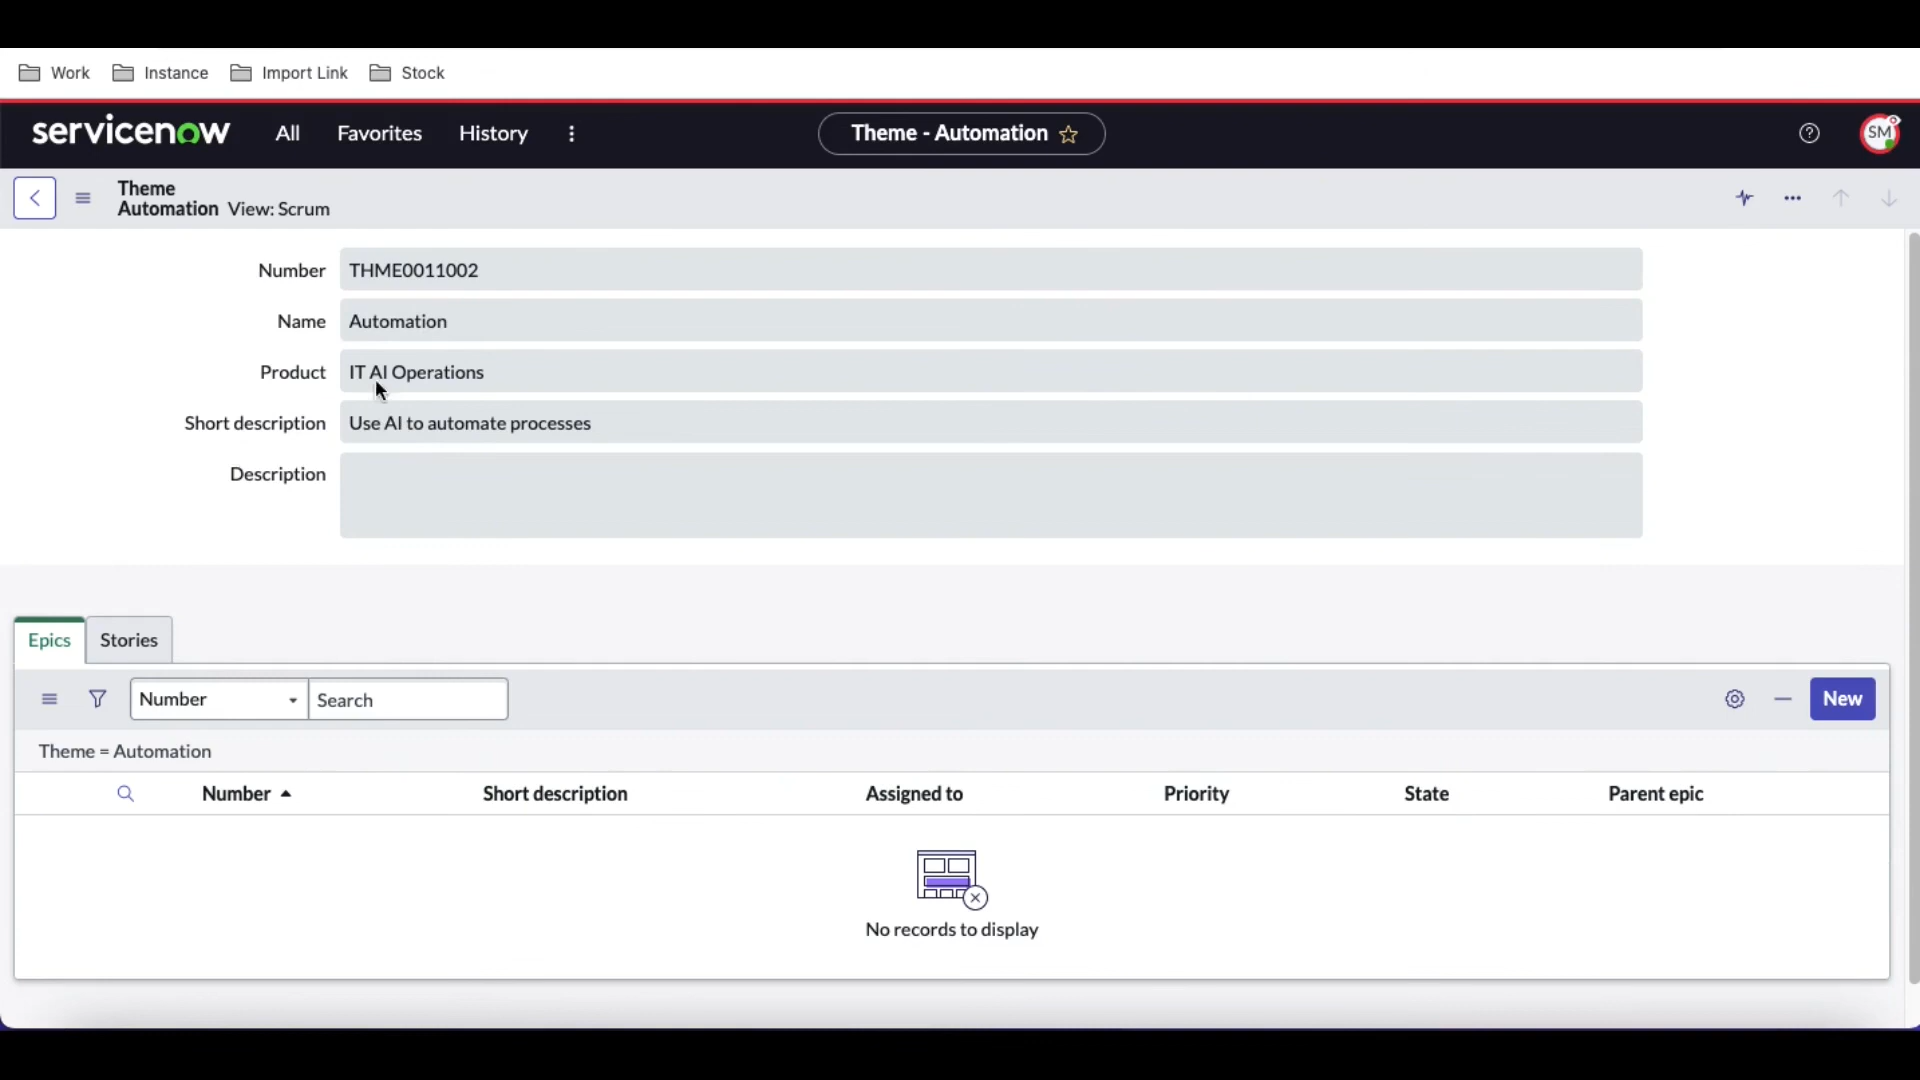 Work Instance Import Link Stock
servicenow All Favorites History Theme - Automation SM
Theme
Automation View: Scrum
Number THME0011002
Name Automation
Product IT AI Operations
Short description Use AI to automate processes
Description
Epics Stories
Number Search New
Theme = Automation
Number Short description Assigned to Priority State Parent epic
No records to display